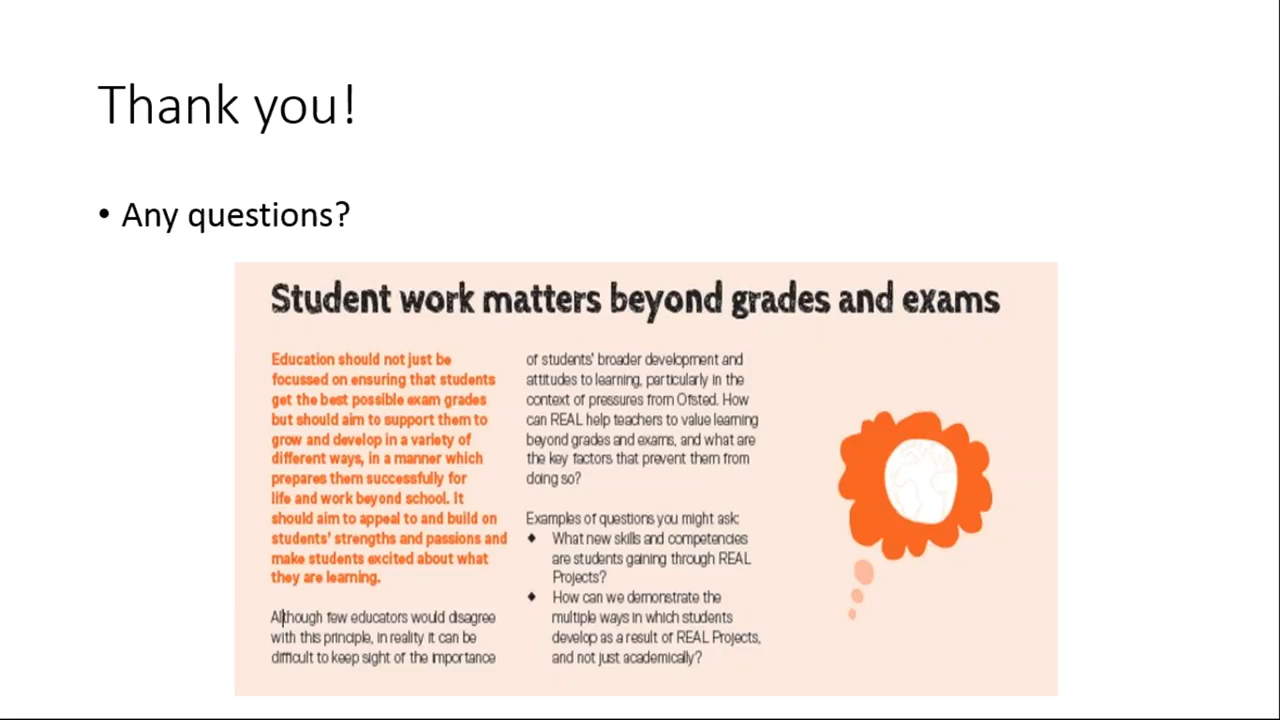 Thank you!
• Any questions?
Student work matters beyond grades and exams
Education should not just be
focussed on ensuring that students
get the best possible exam grades
but should aim to support them to
grow and develop in a variety of
different ways, in a manner which
prepares them successfully for
life and work beyond school. It
should aim to appeal to and build on
students' strengths and passions and
make students excited about what
they are learning.
Although few educators would disagree
with this principle, in reality it can be
difficult to keep sight of the importance
of students' broader development and
attitudes to learning, particularly in the
context of pressures from Ofsted. How
can REAL help teachers to value learning
beyond grades and exams, and what are
the key factors that prevent them from
doing so?
Examples of questions you might ask:
♦ What new skills and competencies
are students gaining through REAL
Projects?
♦ How can we demonstrate the
multiple ways in which students
develop as a result of REAL Projects,
and not just academically?